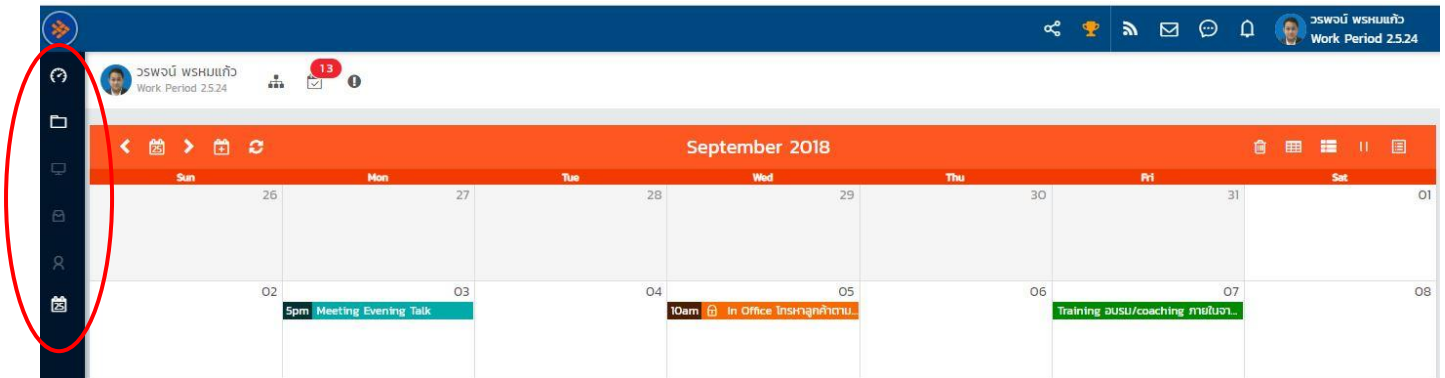 วรพจน์ พรหมแก้ว
Work Period 2.5.24
วรพจน์ พรหมแก้ว
Work Period 2.5.24
13
25
September 2018
Sun Mon Tue Wed Thu Fri Sat
26 27 28 29 30 31 01
02 03 04 05 06 07 08
5pm Meeting Evening Talk
10am In Office โทรหาลูกค้าตาม...
Training อบรม/coaching ภายในจา...
25